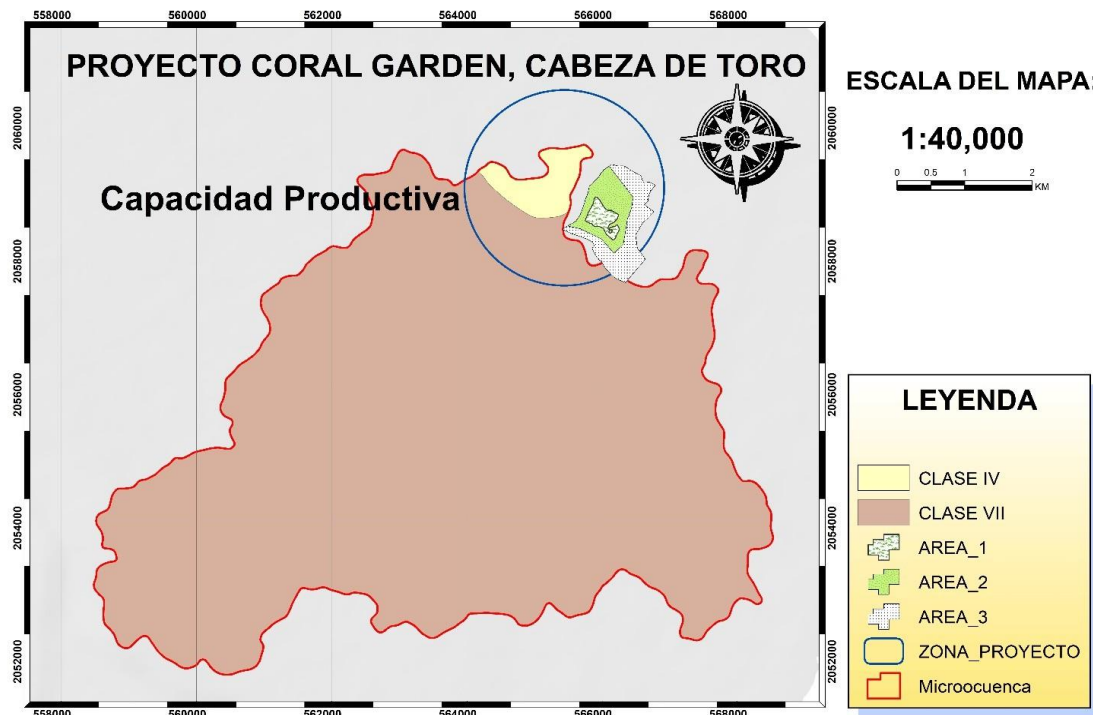 558000 560000 562000 564000 566000 568000
PROYECTO CORAL GARDEN, CABEZA DE TORO
Capacidad Productiva
ESCALA DEL MAPA:
1:40,000
0 0.5 1 2
KM
2060000
2058000
2056000
2054000
2052000
2060000
2058000
2056000
2054000
2052000
LEYENDA
CLASE IV
CLASE VII
AREA_1
AREA_2
AREA_3
ZONA_PROYECTO
Microocuenca
558000 560000 562000 564000 566000 568000